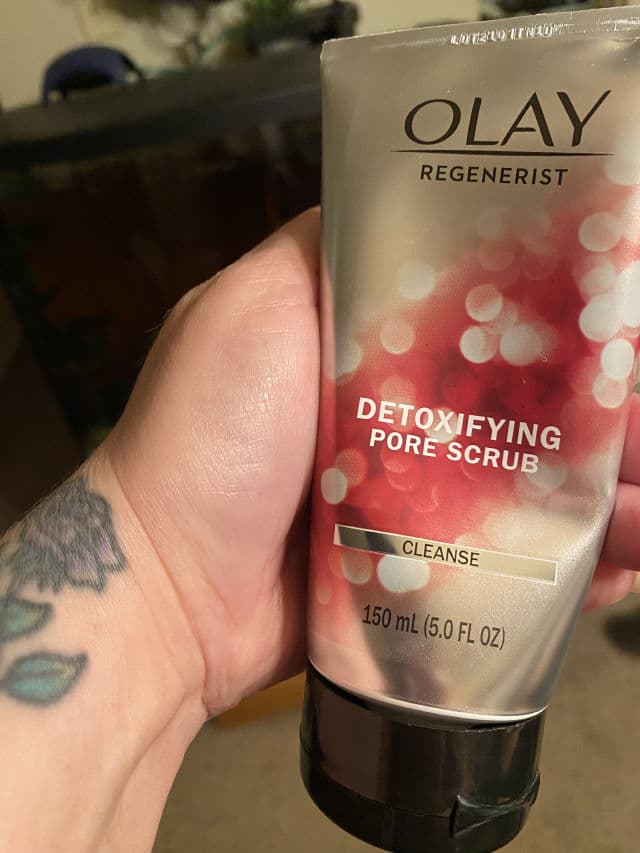 OLAY
REGENERIST
DETOXIFYING
PORE SCRUB
CLEANSE
150 mL (5.0 FL OZ)